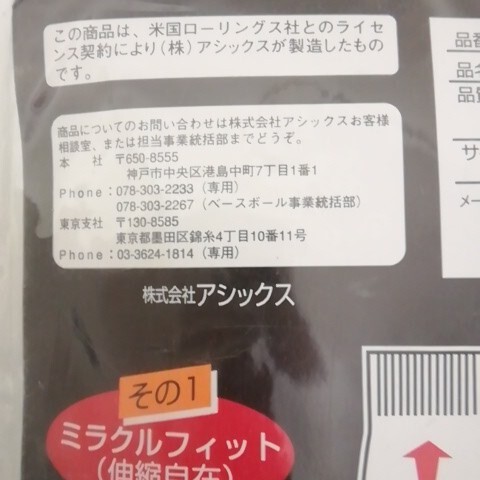 この商品は、米国ローリングス社とのライセ
ンス契約により(株)アシックスが製造したもの
です。
商品についてのお問い合わせは株式会社アシックスお客様
相談室、または担当事業統括部までどうぞ。
本　社　〒650-8555
神戸市中央区港島中町7丁目1番1
Phone:078-303-2233(専用)
078-303-2267(ベースボール事業統括部)
東京支社　〒130-8585
東京都墨田区錦糸4丁目10番11号
Phone:03-3624-1814(専用)
株式会社アシックス
その1
ミラクルフィット
(伸縮自在)
品番
品名
品質
サ
メー